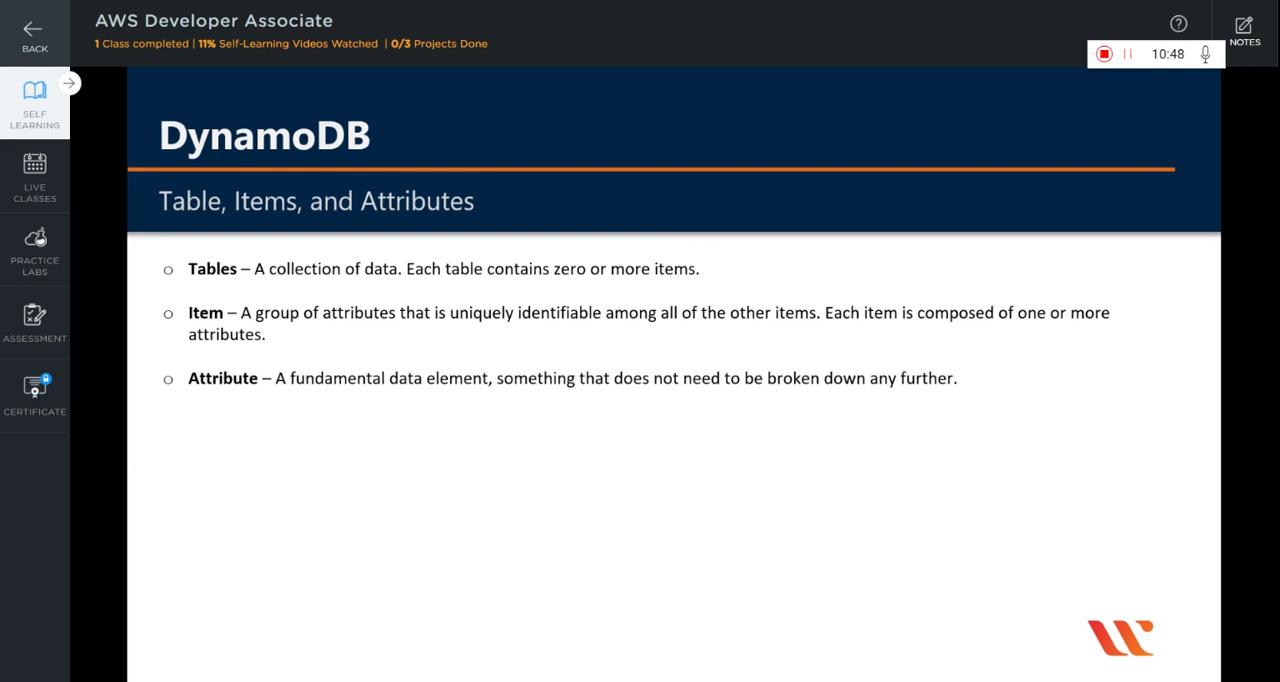 AWS Developer Associate
1 Class completed | 11% Self-Learning Videos Watched | 0/3 Projects Done
BACK
NOTES
10:48
SELF
LEARNING
LIVE
CLASSES
PRACTICE
LABS
ASSESSMENT
CERTIFICATE
DynamoDB
Table, Items, and Attributes
Tables – A collection of data. Each table contains zero or more items.
Item – A group of attributes that is uniquely identifiable among all of the other items. Each item is composed of one or more
attributes.
Attribute – A fundamental data element, something that does not need to be broken down any further.